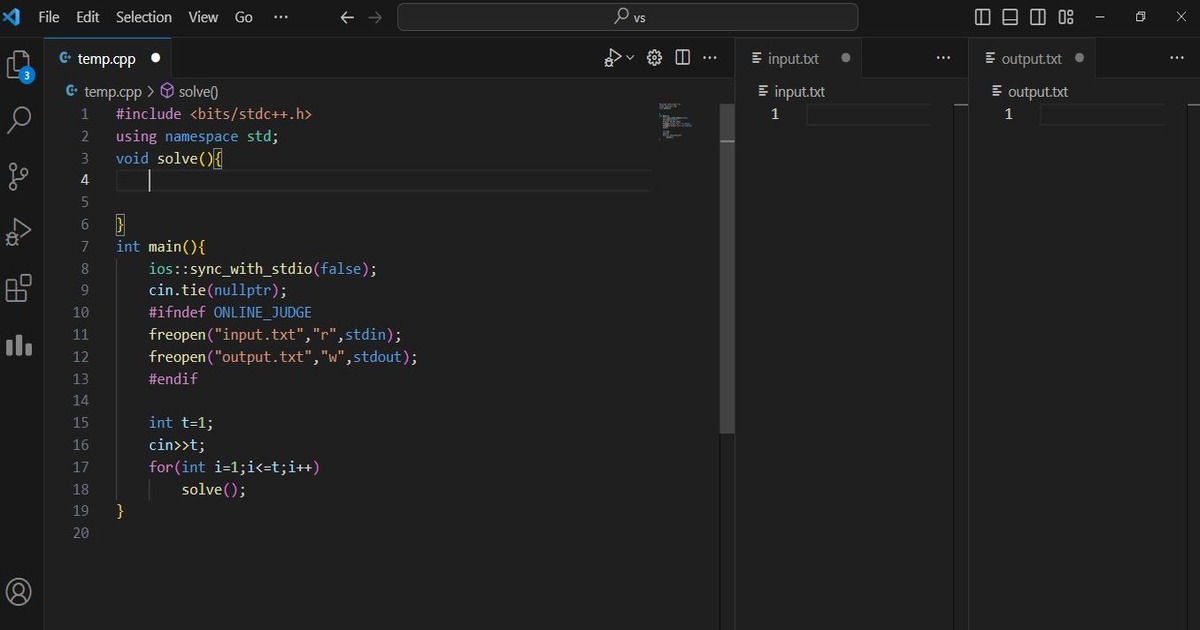 File Edit Selection View Go ···
vs
3
temp.cpp
input.txt ···
output.txt ···
temp.cpp > solve()
input.txt
output.txt
1 #include <bits/stdc++.h>
2 using namespace std;
3 void solve(){
4
5
6 }
7 int main(){
8 ios::sync_with_stdio(false);
9 cin.tie(nullptr);
10 #ifndef ONLINE_JUDGE
11 freopen("input.txt","r",stdin);
12 freopen("output.txt","w",stdout);
13 #endif
14
15 int t=1;
16 cin>>t;
17 for(int i=1;i<=t;i++)
18 solve();
19 }
20
1
1